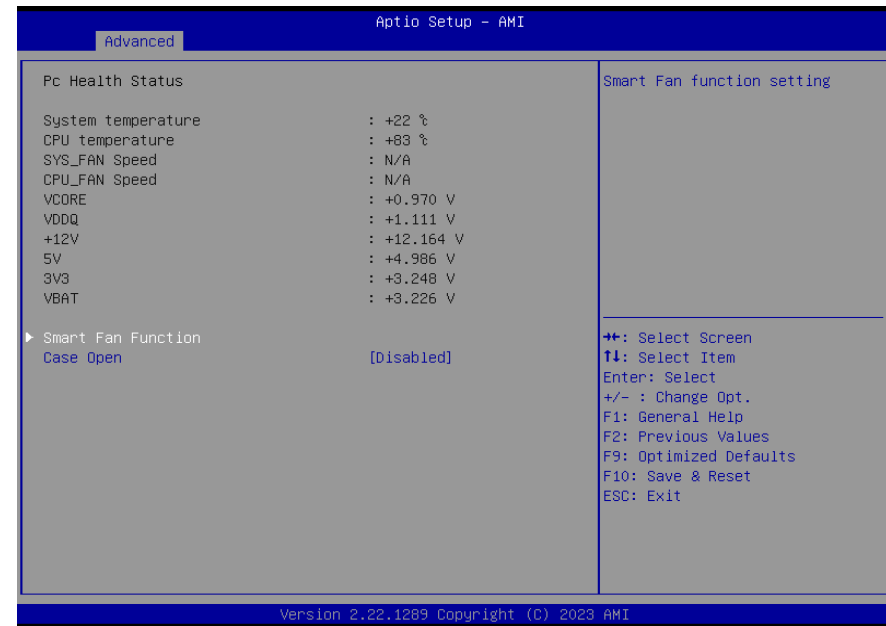 Aptio Setup – AMI
Advanced
Pc Health Status
System temperature : +22 ℃
CPU temperature : +83 ℃
SYS_FAN Speed : N/A
CPU_FAN Speed : N/A
VCORE : +0.970 V
VDDQ : +1.111 V
+12V : +12.164 V
5V : +4.986 V
3V3 : +3.248 V
VBAT : +3.226 V
Smart Fan Function
Case Open [Disabled]
Smart Fan function setting
→←: Select Screen
↑↓: Select Item
Enter: Select
+/- : Change Opt.
F1: General Help
F2: Previous Values
F9: Optimized Defaults
F10: Save & Reset
ESC: Exit
Version 2.22.1289 Copyright (C) 2023 AMI